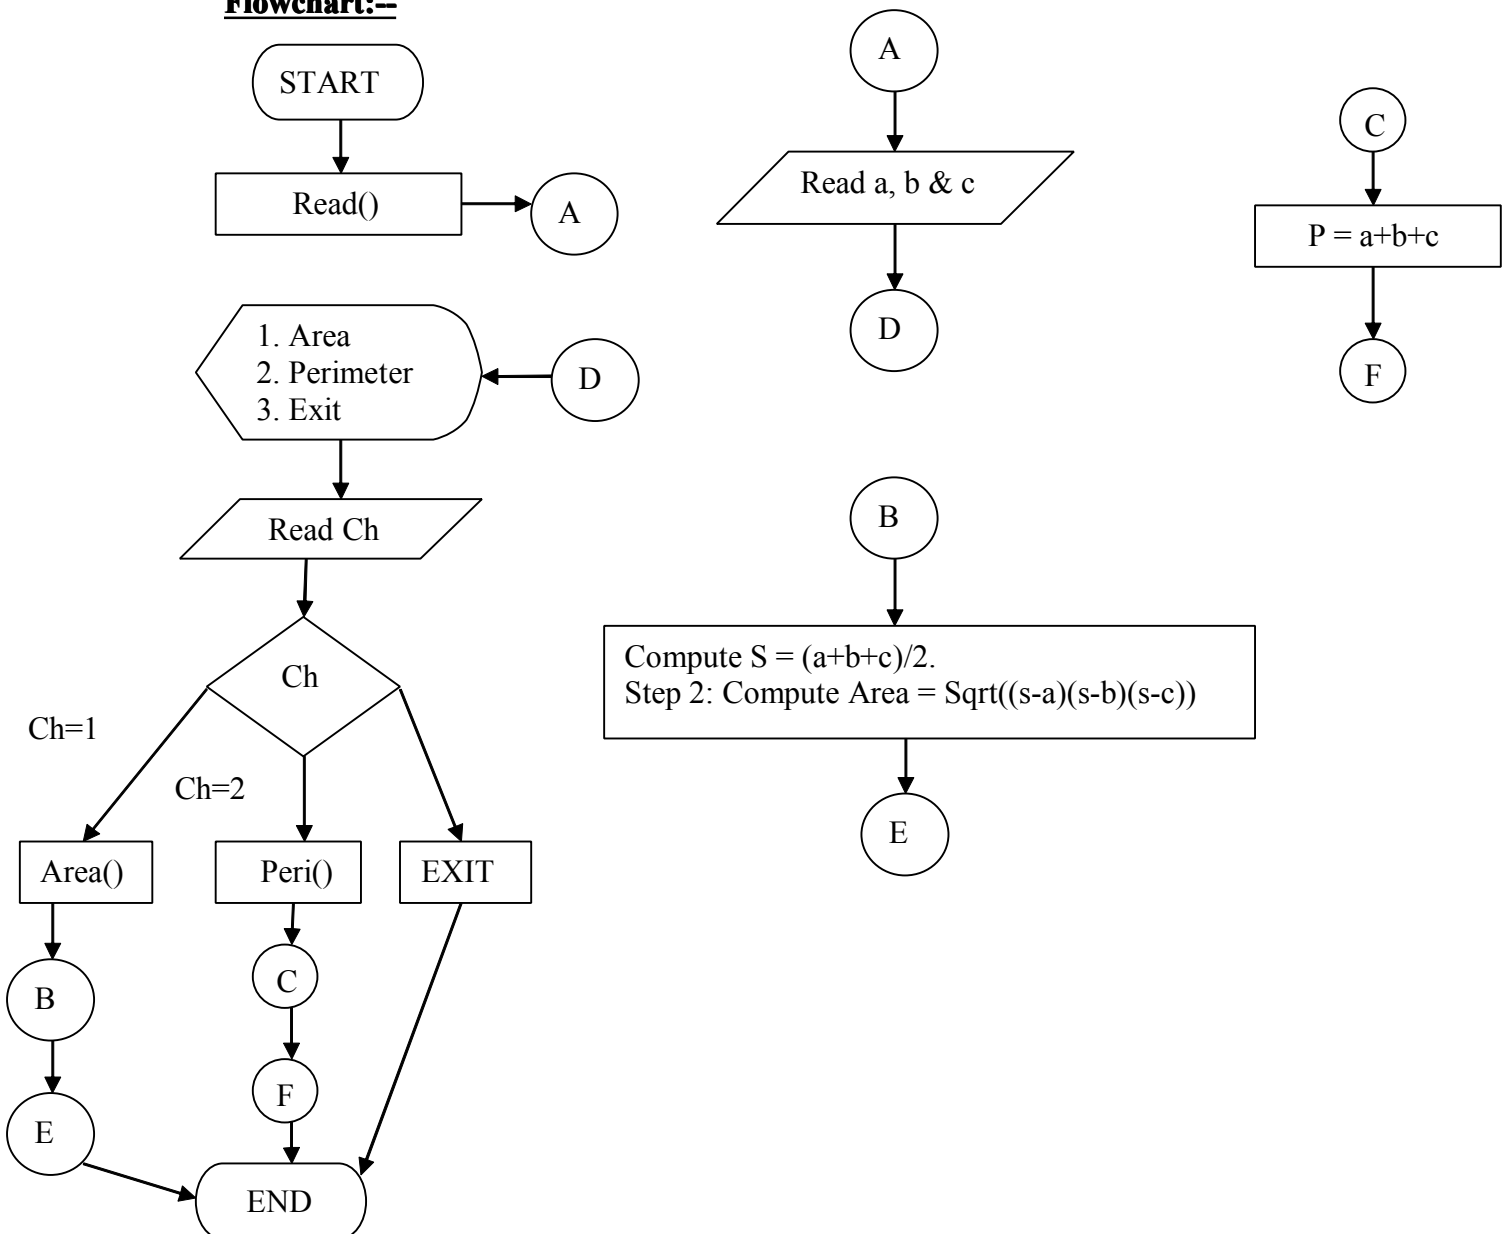 Flowchart:--
START
Read()
A
1. Area
2. Perimeter
3. Exit
D
Read Ch
Ch
Ch=1
Ch=2
Area()
Peri()
EXIT
B
C
E
F
END
A
Read a, b & c
D
B
Compute S = (a+b+c)/2.
Step 2: Compute Area = Sqrt((s-a)(s-b)(s-c))
E
C
P = a+b+c
F